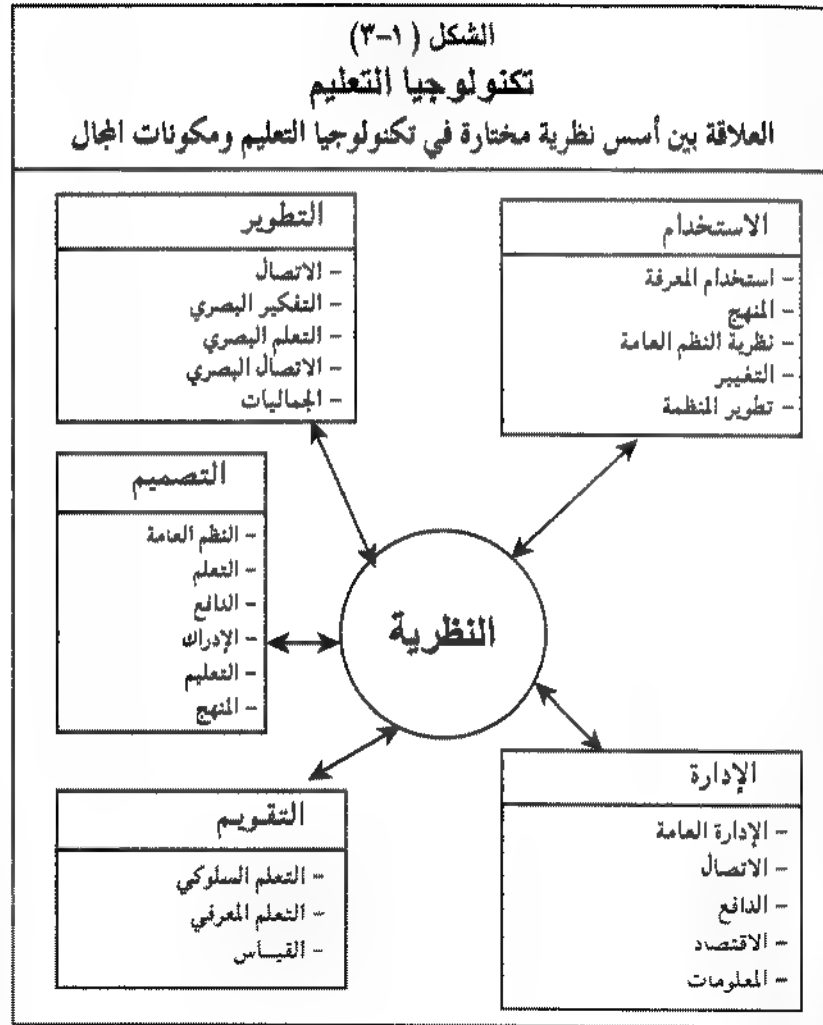 الشكل (١-٣)
تكنولوجيا التعليم
العلاقة بين أسس نظرية مختارة في تكنولوجيا التعليم ومكونات المجال
الاستخدام
- استخدام المعرفة
- المنهج
- نظرية النظم العامة
- التغيير
- تطوير المنظمة
التطوير
- الاتصال
- التفكير البصري
- التعلم البصري
- الاتصال البصري
- الجماليات
التصميم
- النظم العامة
- التعلم
- الدافع
- الإدراك
- التعليم
- المنهج
النظرية
الإدارة
- الإدارة العامة
- الاتصال
- الدافع
- الاقتصاد
- المعلومات
التقويم
- التعلم السلوكي
- التعلم المعرفي
- القياس